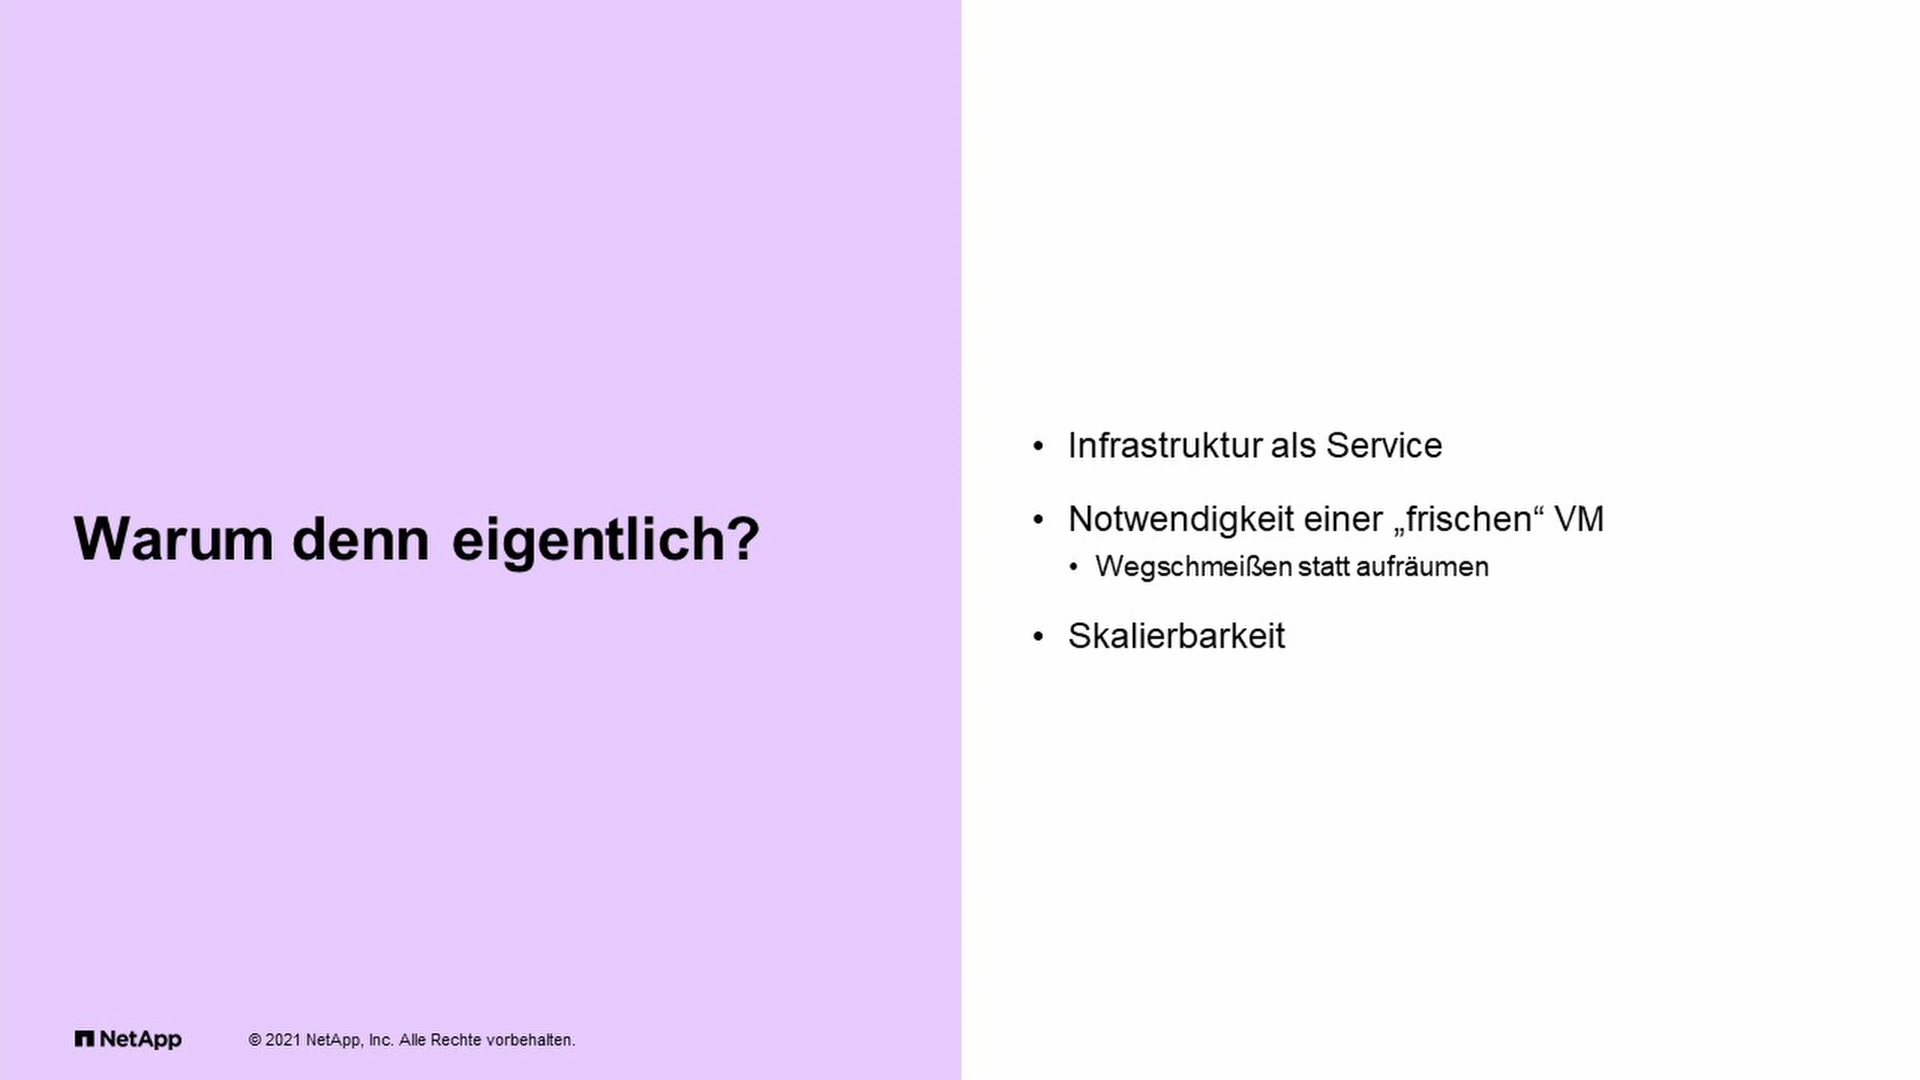 Warum denn eigentlich?
• Infrastruktur als Service
• Notwendigkeit einer „frischen“ VM
• Wegschmeißen statt aufräumen
• Skalierbarkeit
NetApp
© 2021 NetApp, Inc. Alle Rechte vorbehalten.